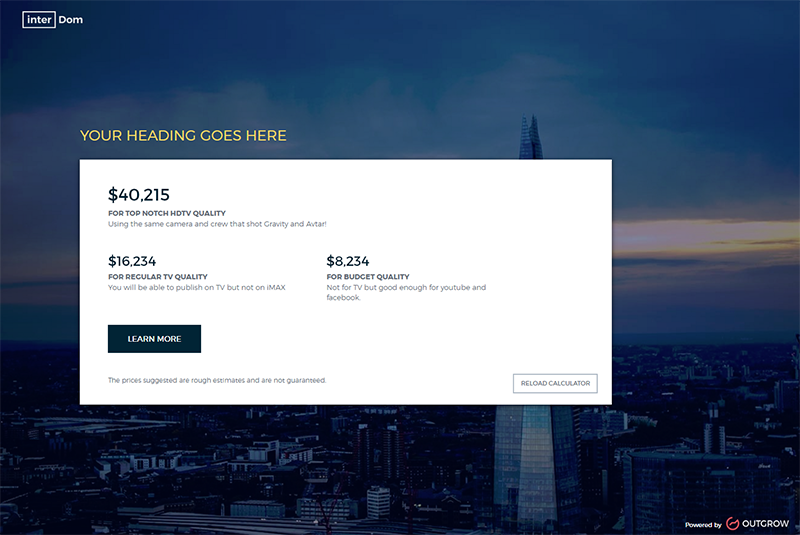 inter Dom
YOUR HEADING GOES HERE
$40,215
FOR TOP NOTCH HDTV QUALITY
Using the same camera and crew that shot Gravity and Avtar!
$16,234
FOR REGULAR TV QUALITY
You will be able to publish on TV but not on iMAX
$8,234
FOR BUDGET QUALITY
Not for TV but good enough for youtube and
facebook.
LEARN MORE
The prices suggested are rough estimates and are not guaranteed.
RELOAD CALCULATOR
Powered by OUTGROW